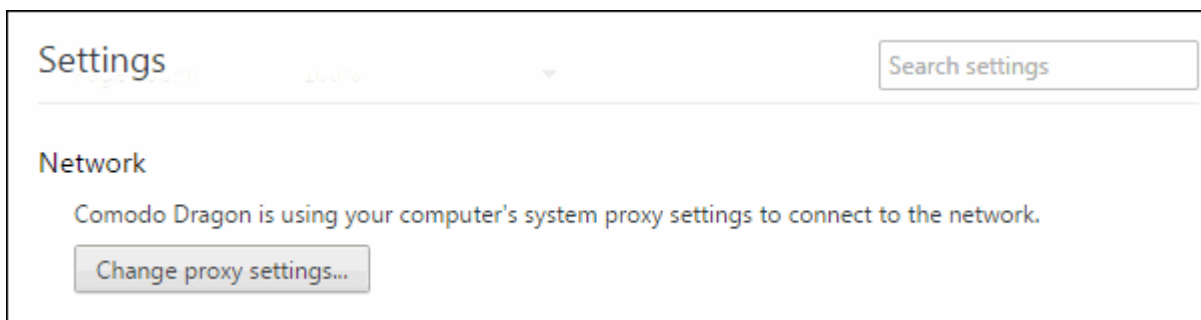 Settings
Search settings
Network
Comodo Dragon is using your computer's system proxy settings to connect to the network.
Change proxy settings...